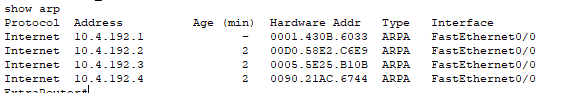 show arp
Protocol  Address          Age (min)  Hardware Addr   Type   Interface
Internet  10.4.192.1              -   0001.430B.6033  ARPA   FastEthernet0/0
Internet  10.4.192.2              2   00D0.58E2.C6E9  ARPA   FastEthernet0/0
Internet  10.4.192.3              2   0005.5E25.B10B  ARPA   FastEthernet0/0
Internet  10.4.192.4              2   0090.21AC.6744  ARPA   FastEthernet0/0
ExtraRouter#